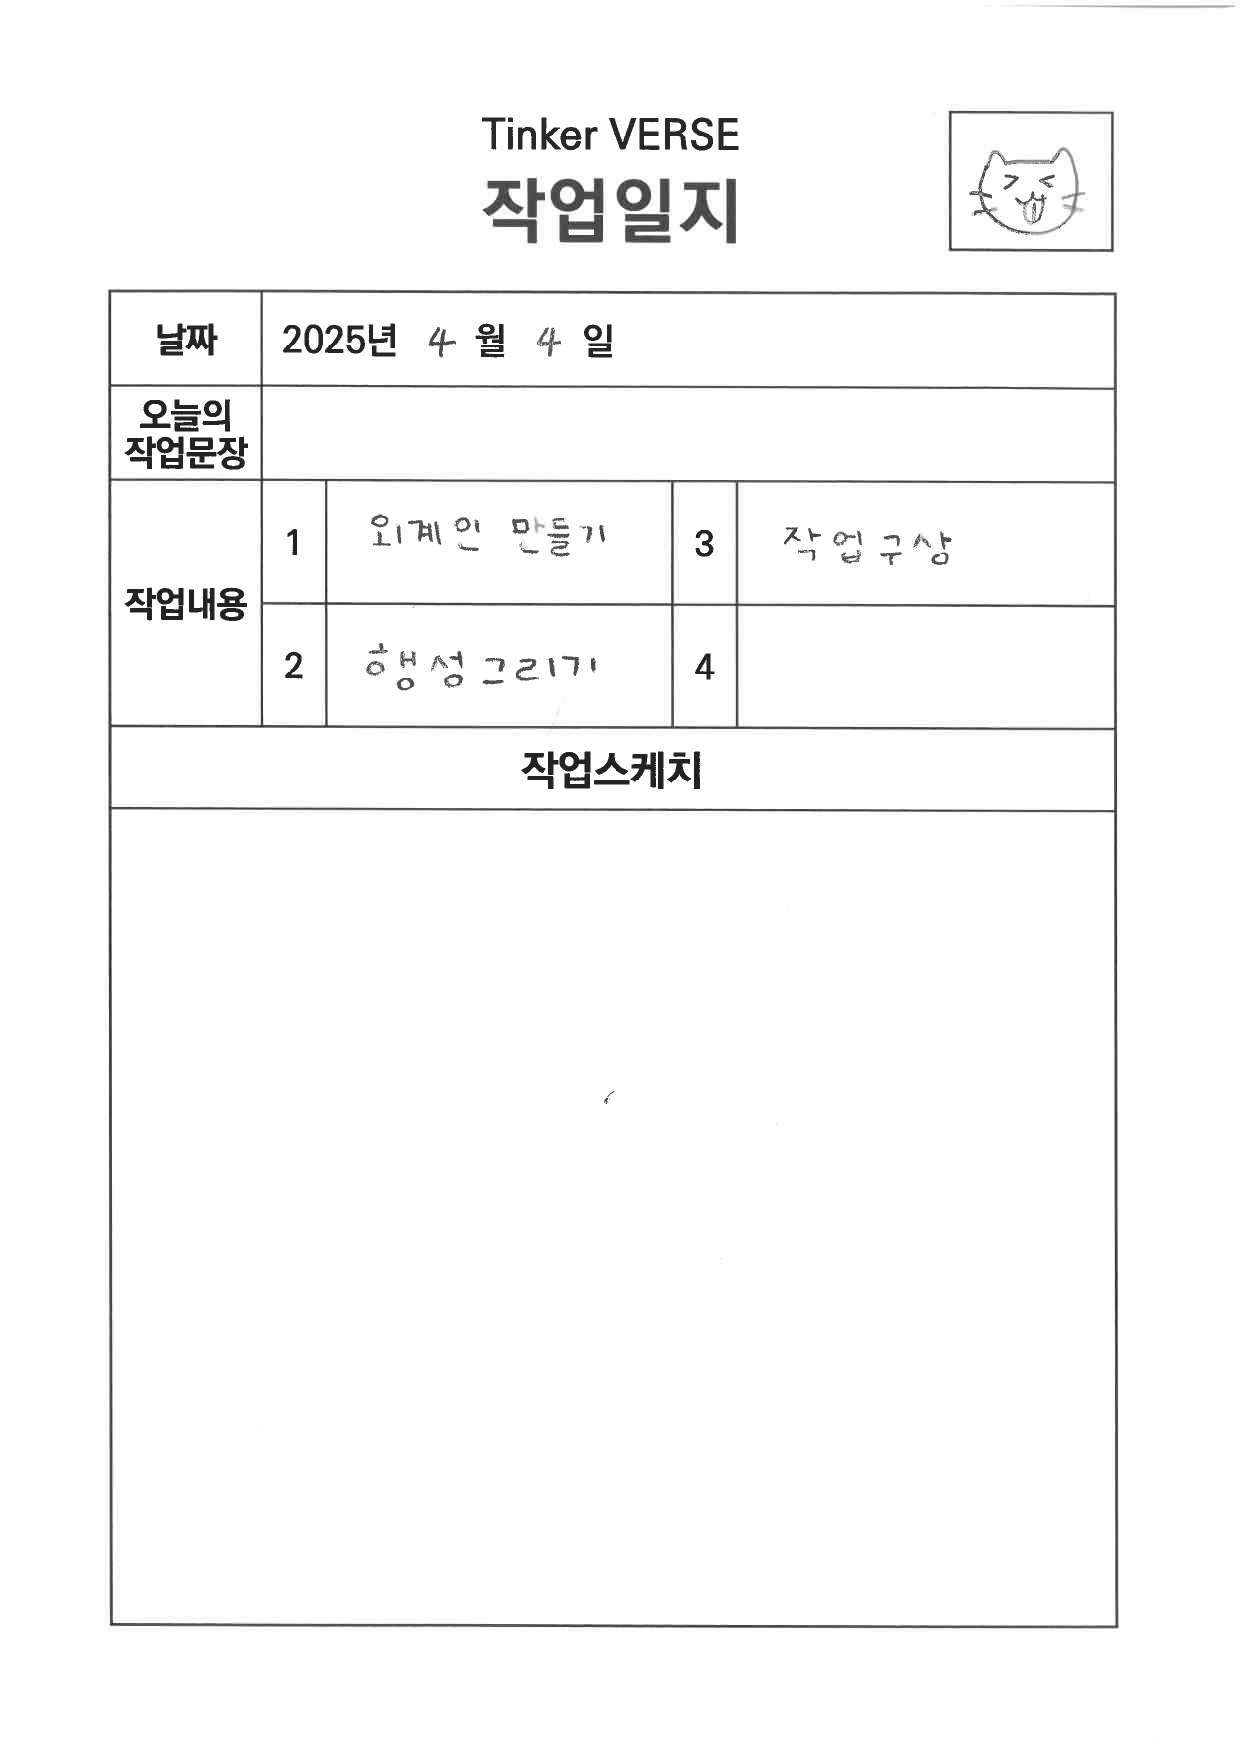 Tinker VERSE
작업일지
날짜 2025년 4 월 4 일
오늘의
작업문장
작업내용
1 외계인 만들기
3 작업구상
2 행성그리기
4
작업스케치